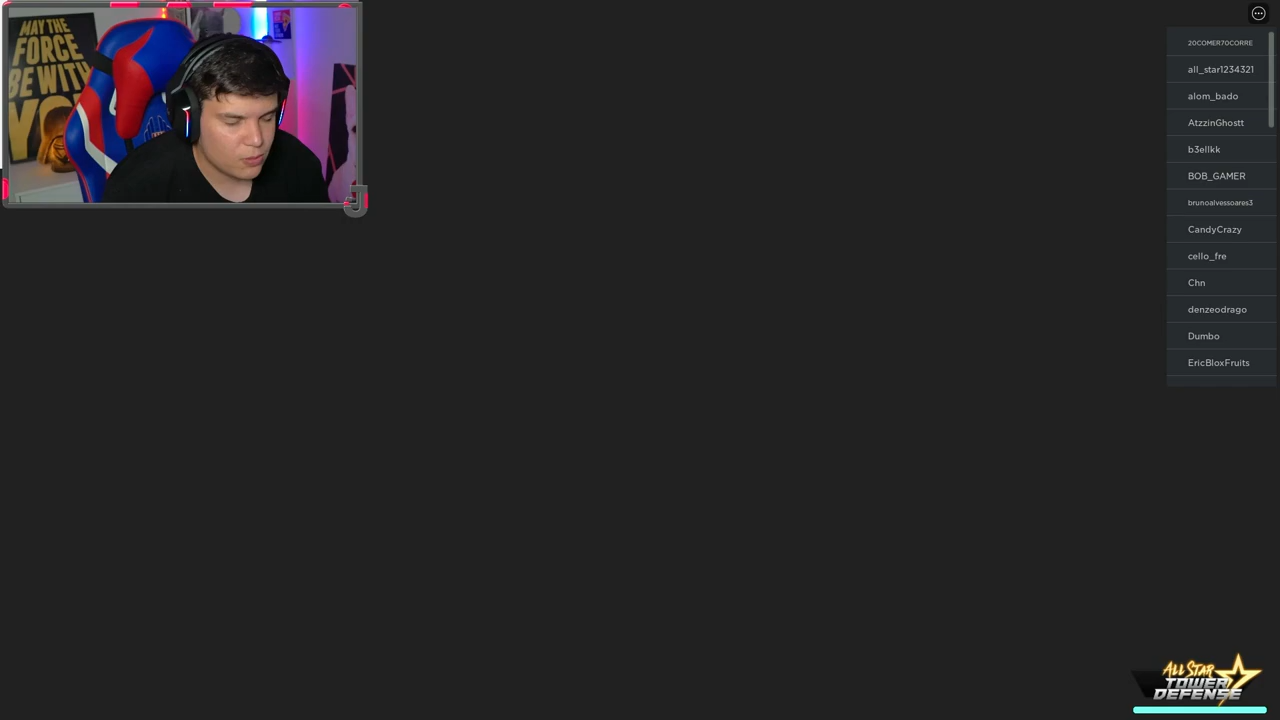 MAY THE
FORCE
BE WITH
YOU
J
20COMER70CORRE
all_star1234321
alom_bado
AtzzinGhostt
b3ellkk
BOB_GAMER
brunoalvessoares3
CandyCrazy
cello_fre
Chn
denzeodrago
Dumbo
EricBloxFruits
ALL STAR
TOWER
DEFENSE